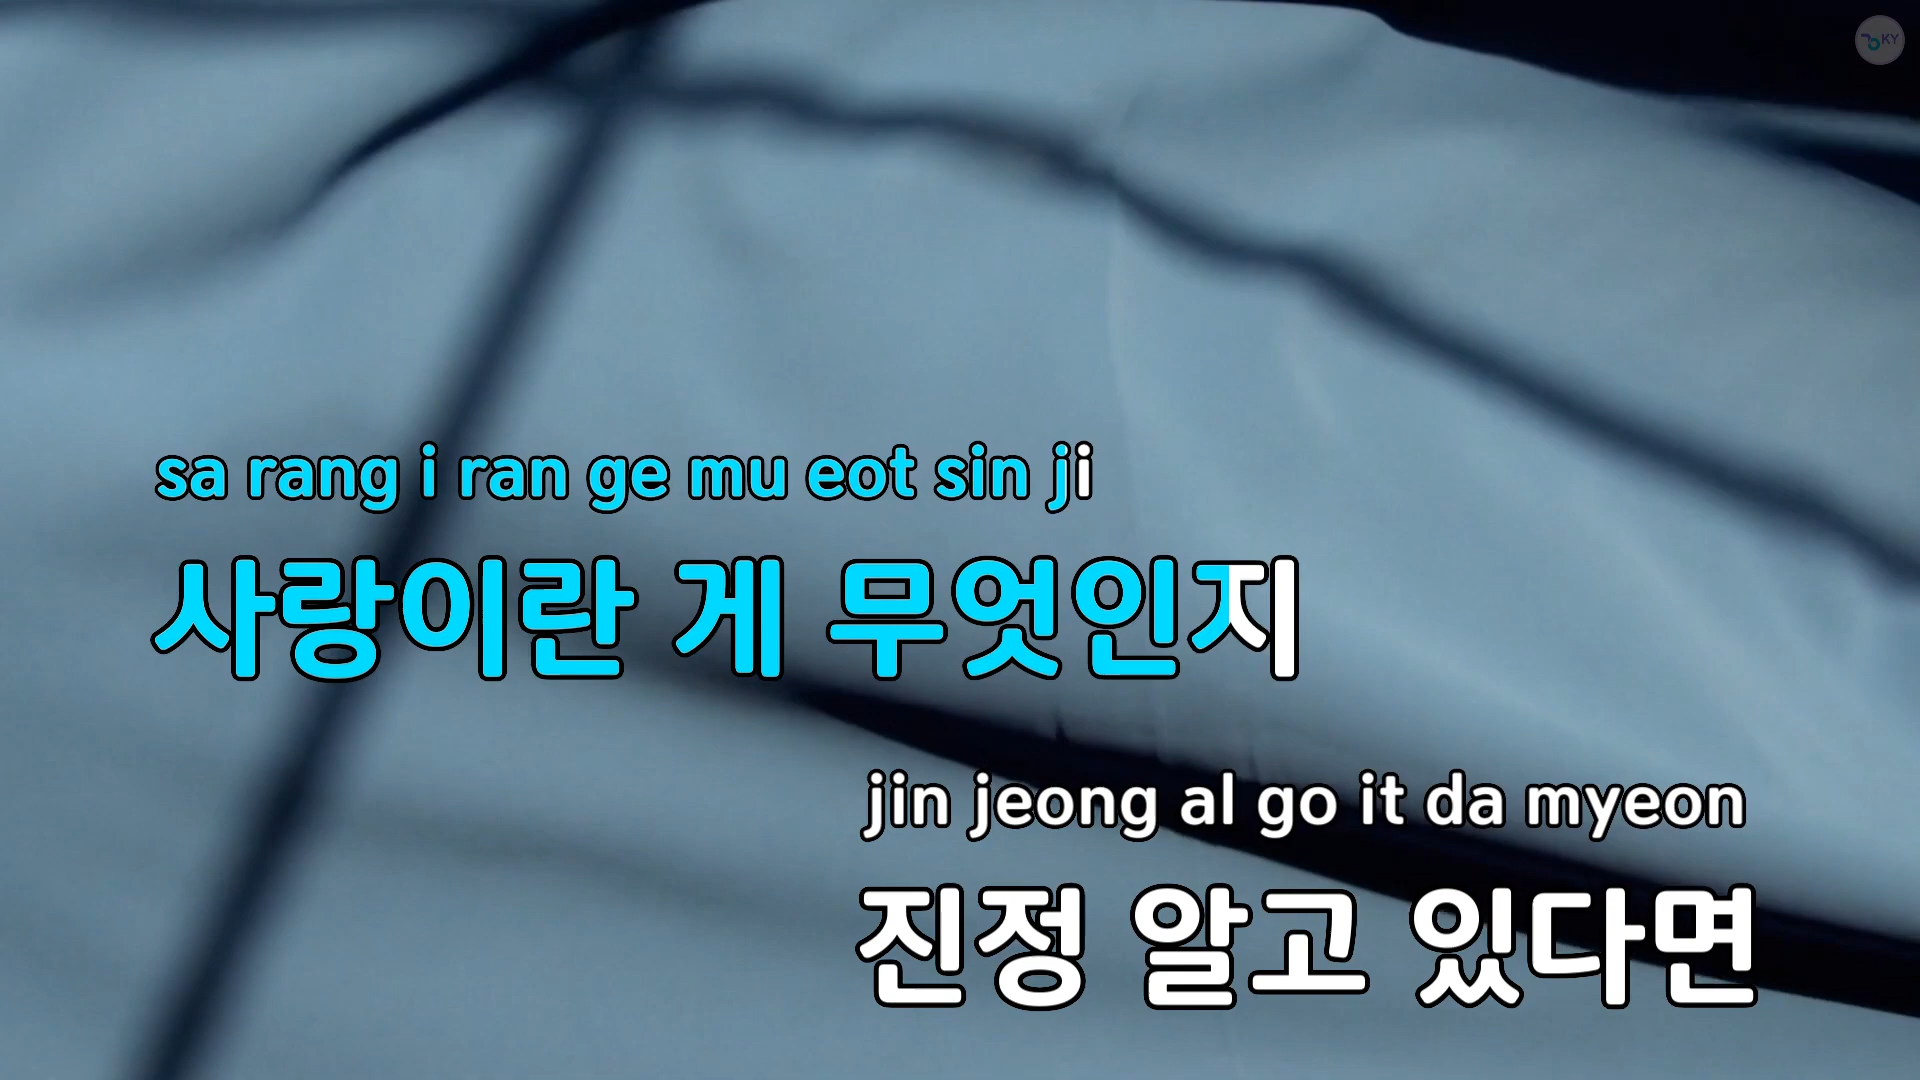 KY
sa rang i ran ge mu eot sin ji
사랑이란 게 무엇인지
jin jeong al go it da myeon
진정 알고 있다면